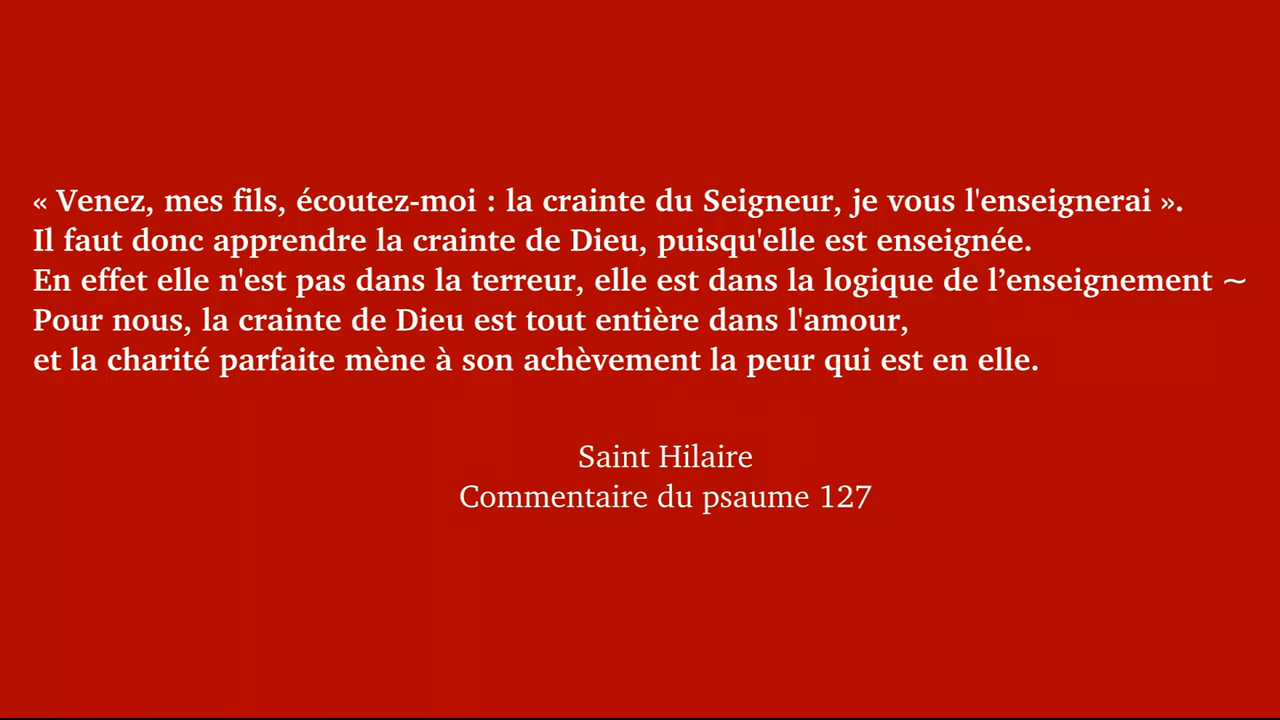 « Venez, mes fils, écoutez-moi : la crainte du Seigneur, je vous l'enseignerai ».
Il faut donc apprendre la crainte de Dieu, puisqu'elle est enseignée.
En effet elle n'est pas dans la terreur, elle est dans la logique de l’enseignement ~
Pour nous, la crainte de Dieu est tout entière dans l'amour,
et la charité parfaite mène à son achèvement la peur qui est en elle.
Saint Hilaire
Commentaire du psaume 127